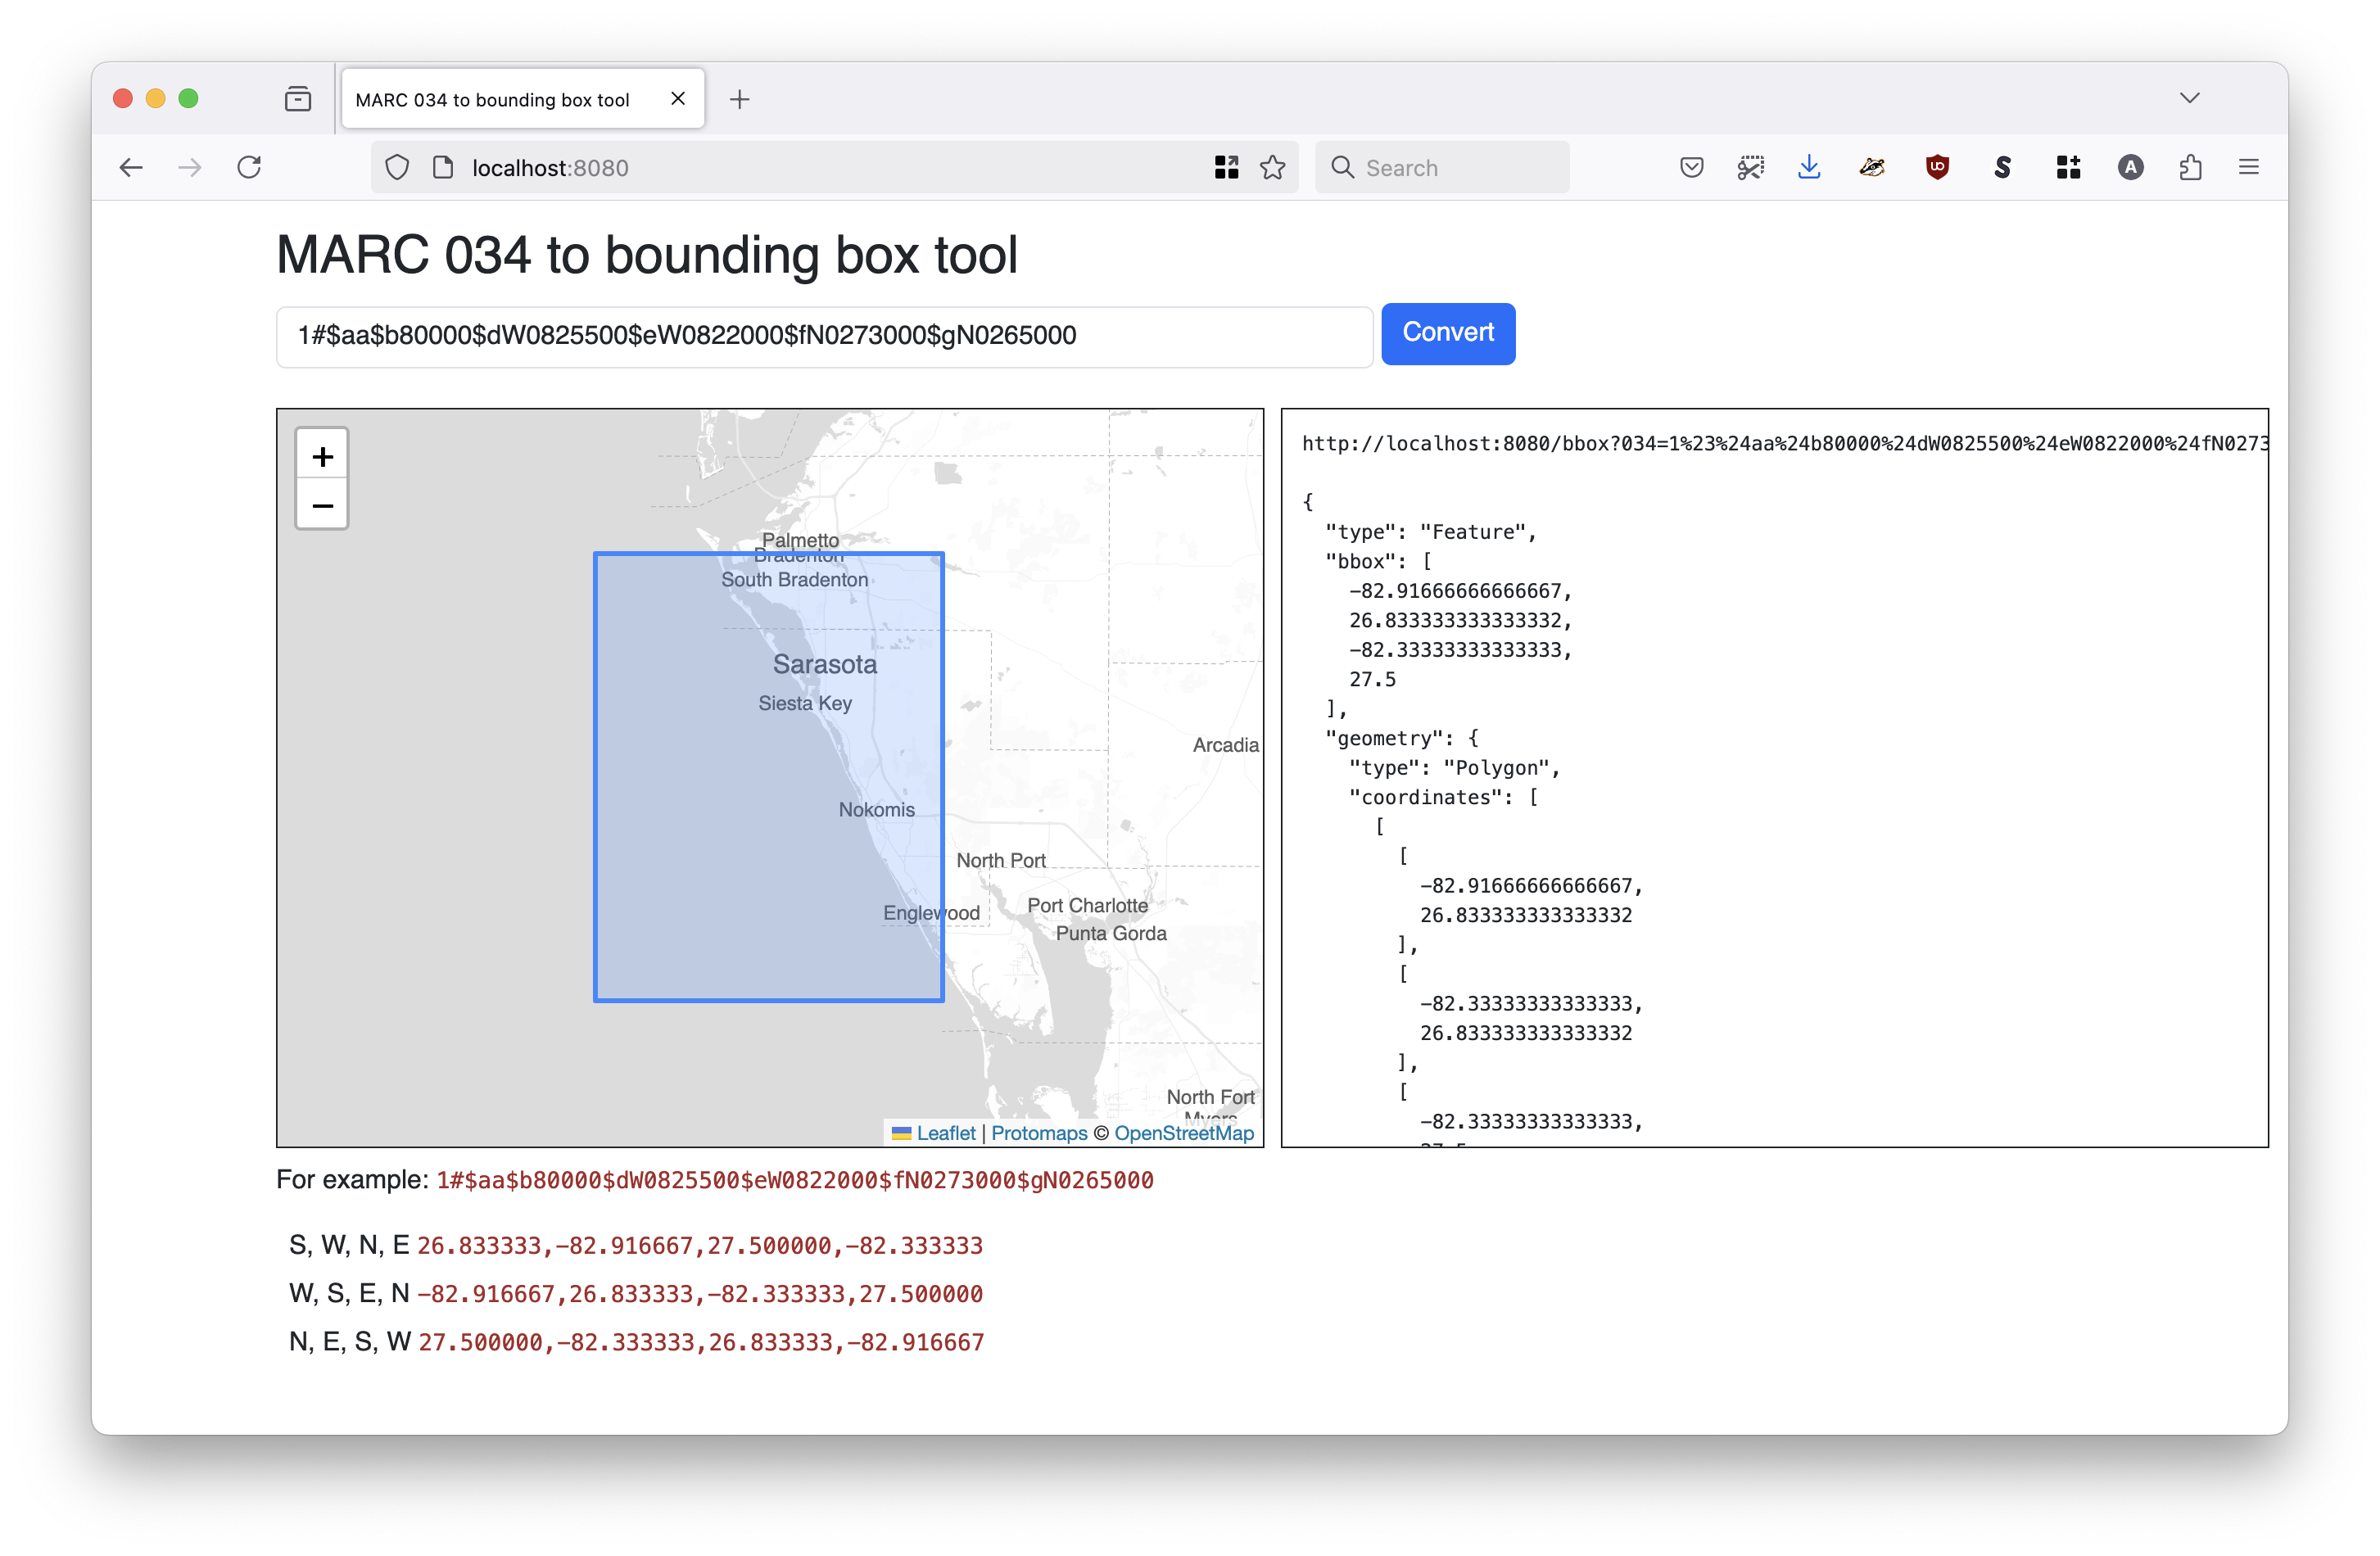 MARC 034 to bounding box tool
localhost:8080
Search
MARC 034 to bounding box tool
1#$aa$b80000$dW0825500$eW0822000$fN0273000$gN0265000
Convert
+
−
Palmetto
Bradenton
South Bradenton
Sarasota
Siesta Key
Arcadia
Nokomis
North Port
Englewood
Port Charlotte
Punta Gorda
North Fort
Myers
Leaflet | Protomaps © OpenStreetMap
http://localhost:8080/bbox?034=1%23%24aa%24b80000%24dW0825500%24eW0822000%24fN0273
{
"type": "Feature",
"bbox": [
-82.91666666666667,
26.833333333333332,
-82.33333333333333,
27.5
],
"geometry": {
"type": "Polygon",
"coordinates": [
[
[
-82.91666666666667,
26.833333333333332
],
[
-82.33333333333333,
26.833333333333332
],
[
-82.33333333333333,
27.5
For example: 1#$aa$b80000$dW0825500$eW0822000$fN0273000$gN0265000
S, W, N, E 26.833333,-82.916667,27.500000,-82.333333
W, S, E, N -82.916667,26.833333,-82.333333,27.500000
N, E, S, W 27.500000,-82.333333,26.833333,-82.916667